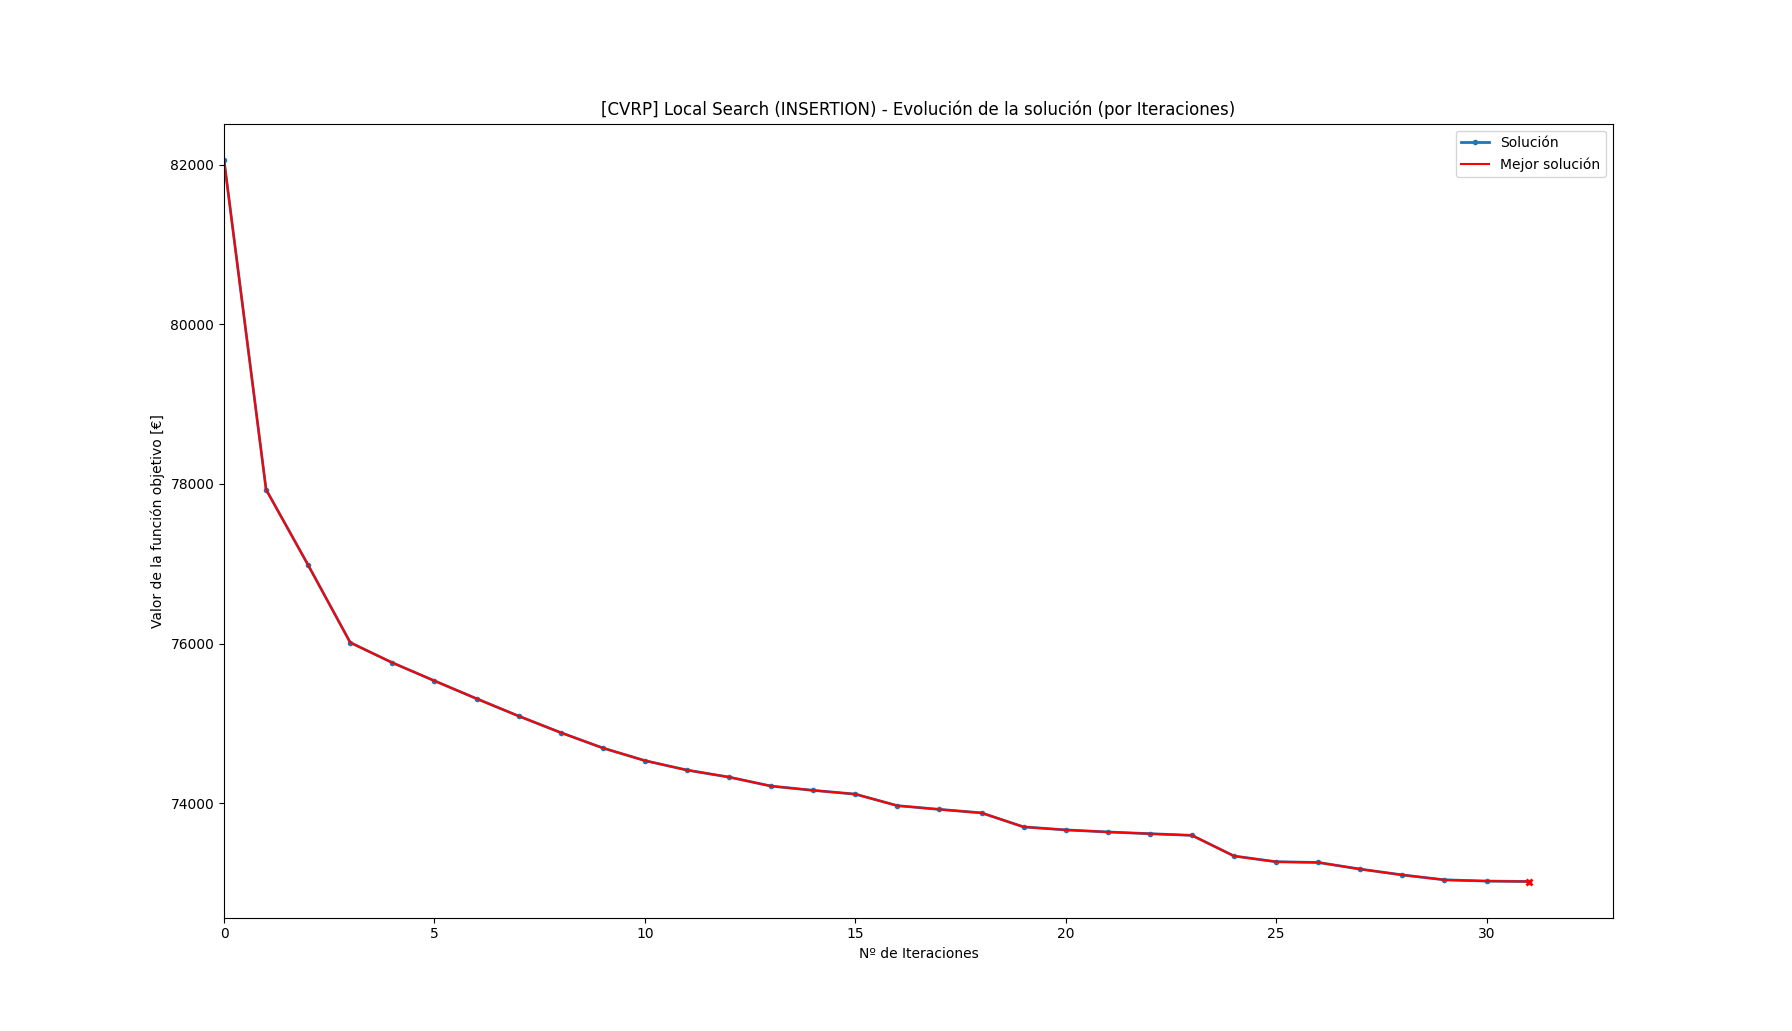 [CVRP] Local Search (INSERTION) - Evolución de la solución (por Iteraciones)
Solución
Mejor solución
Valor de la función objetivo [€]
82000
80000
78000
76000
74000
0
5
10
15
20
25
30
Nº de Iteraciones